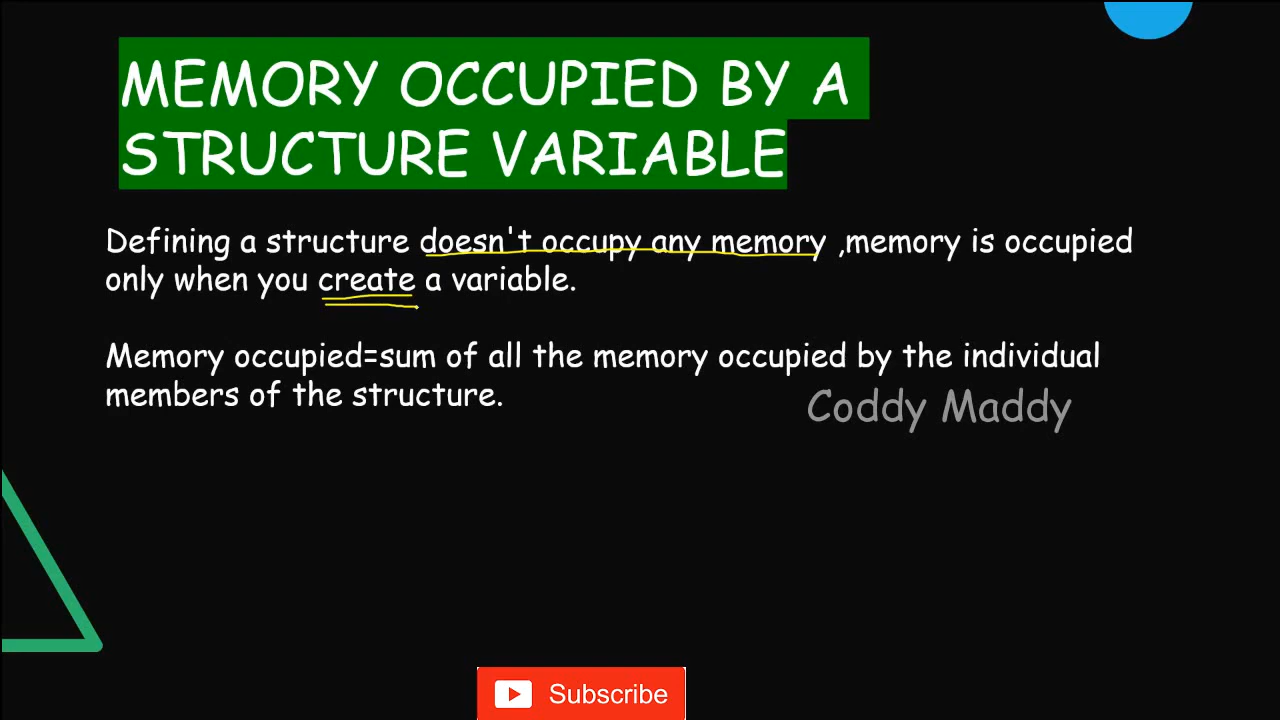 MEMORY OCCUPIED BY A
STRUCTURE VARIABLE
Defining a structure doesn't occupy any memory ,memory is occupied
only when you create a variable.
Memory occupied=sum of all the memory occupied by the individual
members of the structure.
Coddy Maddy
Subscribe